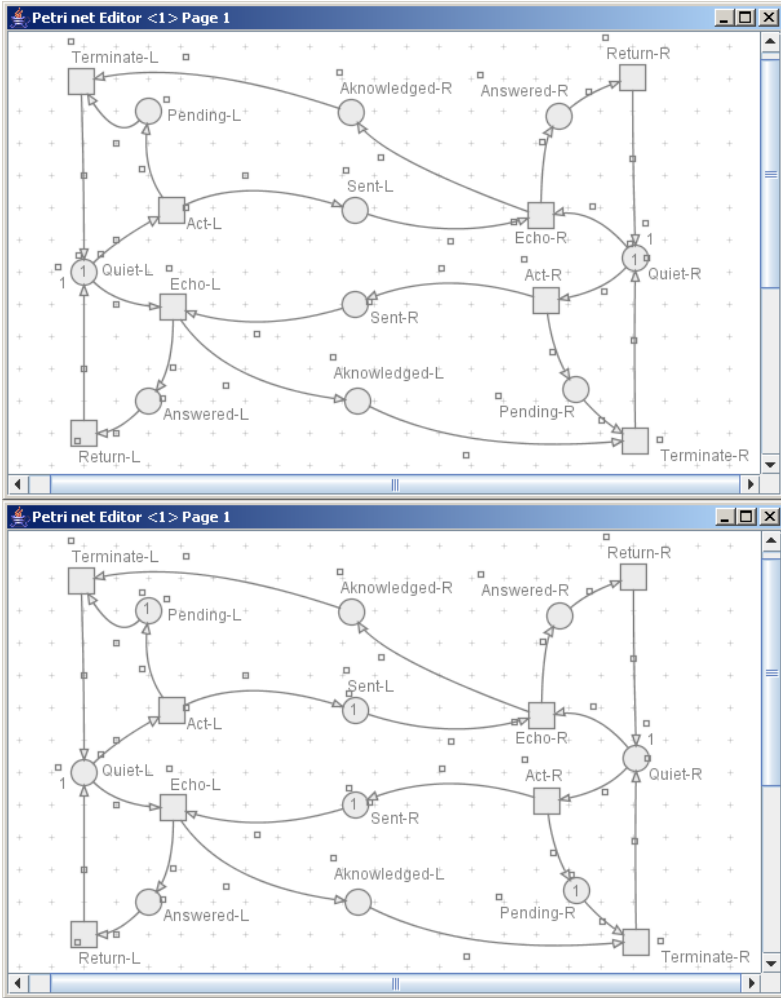 Petri net Editor <1> Page 1
Terminate-L
Return-R
Aknowledged-R
Answered-R
Pending-L
Sent-L
Act-L
Echo-R
1
Quiet-L
1
1
Echo-L
Act-R
1
Quiet-R
Sent-R
Aknowledged-L
Answered-L
Pending-R
Return-L
Terminate-R
Petri net Editor <1> Page 1
Terminate-L
Return-R
Aknowledged-R
Answered-R
1
Pending-L
Sent-L
1
Act-L
Echo-R
1
Quiet-L
1
Echo-L
Act-R
Quiet-R
1
Sent-R
Aknowledged-L
1
Answered-L
Pending-R
Return-L
Terminate-R